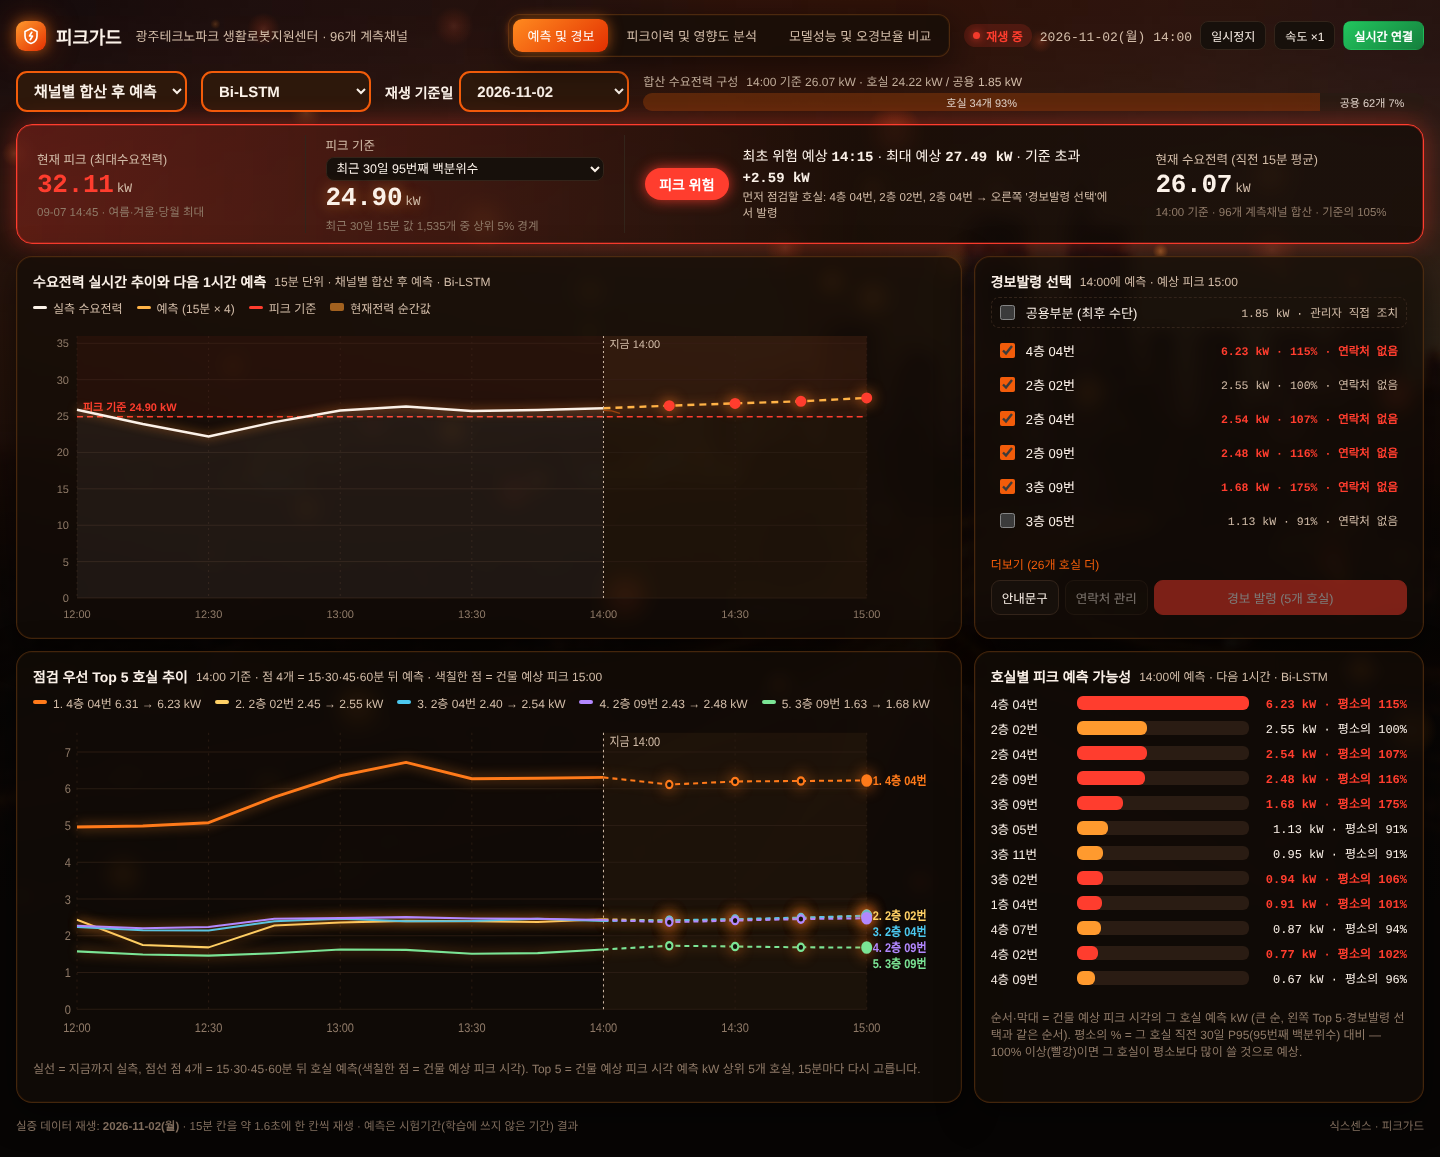 피크가드 광주테크노파크 생활로봇지원센터 · 96개 계측채널 예측 및 경보 피크이력 및 영향도 분석 모델성능 및 오경보율 비교 재생 중 2026-11-02(월) 14:00 일시정지 속도 ×1 실시간 연결
채널별 합산 후 예측 Bi-LSTM 재생 기준일 2026-11-02
합산 수요전력 구성 14:00 기준 26.07 kW · 호실 24.22 kW / 공용 1.85 kW
호실 34개 93% 공용 62개 7%
현재 피크 (최대수요전력)
32.11 kW
09-07 14:45 · 여름·겨울·당월 최대
피크 기준
최근 30일 95번째 백분위수
24.90 kW
최근 30일 15분 값 1,535개 중 상위 5% 경계
피크 위험
최초 위험 예상 14:15 · 최대 예상 27.49 kW · 기준 초과
+2.59 kW
먼저 점검할 호실: 4층 04번, 2층 02번, 2층 04번 → 오른쪽 '경보발령 선택'에
서 발령
현재 수요전력 (직전 15분 평균)
26.07 kW
14:00 기준 · 96개 계측채널 합산 · 기준의 105%
수요전력 실시간 추이와 다음 1시간 예측 15분 단위 · 채널별 합산 후 예측 · Bi-LSTM
실측 수요전력 예측 (15분 × 4) 피크 기준 현재전력 순간값
지금 14:00
35
30
피크 기준 24.90 kW
25
20
15
10
5
0
12:00 12:30 13:00 13:30 14:00 14:30 15:00
경보발령 선택 14:00에 예측 · 예상 피크 15:00
공용부분 (최후 수단) 1.85 kW · 관리자 직접 조치
4층 04번 6.23 kW · 115% · 연락처 없음
2층 02번 2.55 kW · 100% · 연락처 없음
2층 04번 2.54 kW · 107% · 연락처 없음
2층 09번 2.48 kW · 116% · 연락처 없음
3층 09번 1.68 kW · 175% · 연락처 없음
3층 05번 1.13 kW · 91% · 연락처 없음
더보기 (26개 호실 더)
안내문구 연락처 관리 경보 발령 (5개 호실)
점검 우선 Top 5 호실 추이 14:00 기준 · 점 4개 = 15·30·45·60분 뒤 예측 · 색칠한 점 = 건물 예상 피크 15:00
1. 4층 04번 6.31 → 6.23 kW 2. 2층 02번 2.45 → 2.55 kW 3. 2층 04번 2.40 → 2.54 kW 4. 2층 09번 2.43 → 2.48 kW 5. 3층 09번 1.63 → 1.68 kW
지금 14:00
7
6
5
4
3
2
1
0
1. 4층 04번
2. 2층 02번
3. 2층 04번
4. 2층 09번
5. 3층 09번
12:00 12:30 13:00 13:30 14:00 14:30 15:00
실선 = 지금까지 실측, 점선 점 4개 = 15·30·45·60분 뒤 호실 예측(색칠한 점 = 건물 예상 피크 시각). Top 5 = 건물 예상 피크 시각 예측 kW 상위 5개 호실, 15분마다 다시 고릅니다.
호실별 피크 예측 가능성 14:00에 예측 · 다음 1시간 · Bi-LSTM
4층 04번 6.23 kW · 평소의 115%
2층 02번 2.55 kW · 평소의 100%
2층 04번 2.54 kW · 평소의 107%
2층 09번 2.48 kW · 평소의 116%
3층 09번 1.68 kW · 평소의 175%
3층 05번 1.13 kW · 평소의 91%
3층 11번 0.95 kW · 평소의 91%
3층 02번 0.94 kW · 평소의 106%
1층 04번 0.91 kW · 평소의 101%
4층 07번 0.87 kW · 평소의 94%
4층 02번 0.77 kW · 평소의 102%
4층 09번 0.67 kW · 평소의 96%
순서·막대 = 건물 예상 피크 시각의 그 호실 예측 kW (큰 순, 왼쪽 Top 5·경보발령 선
택과 같은 순서). 평소의 % = 그 호실 직전 30일 P95(95번째 백분위수) 대비 —
100% 이상(빨강)이면 그 호실이 평소보다 많이 쓸 것으로 예상.
실증 데이터 재생: 2026-11-02(월) · 15분 칸을 약 1.6초에 한 칸씩 재생 · 예측은 시험기간(학습에 쓰지 않은 기간) 결과
식스센스 · 피크가드